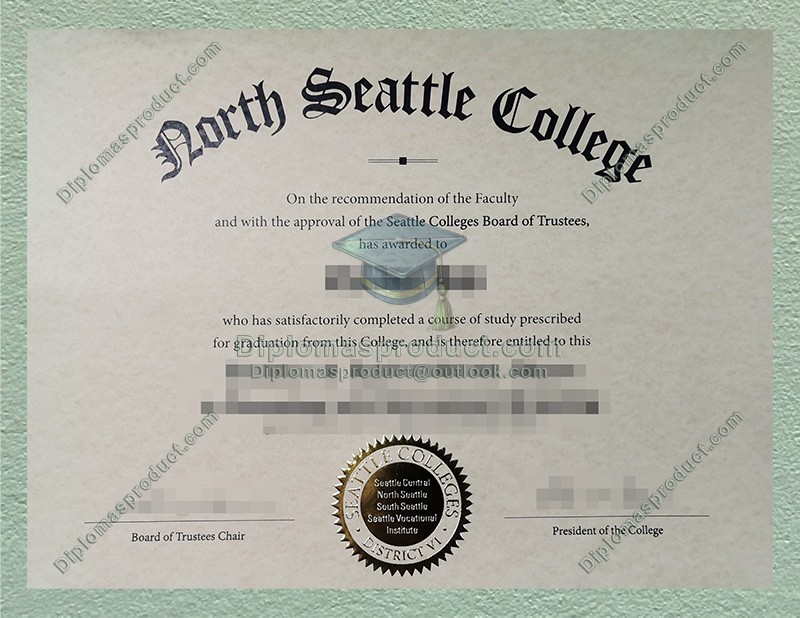 North Seattle College
Diplomasproduct.com
Diplomasproduct.com
On the recommendation of the Faculty
and with the approval of the Seattle Colleges Board of Trustees,
has awarded to
who has satisfactorily completed a course of study prescribed
for graduation from this College, and is therefore entitled to this
Diplomasproduct.com
Diplomasproduct@outlook.com
SEATTLE COLLEGES
Seattle Central
North Seattle
South Seattle
Seattle Vocational
Institute
DISTRICT VI
Diplomasproduct.com
Diplomasproduct.com
Board of Trustees Chair
President of the College